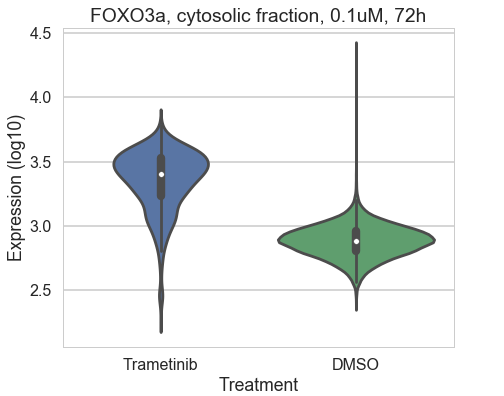 FOXO3a, cytosolic fraction, 0.1uM, 72h
4.5
4.0
3.5
3.0
2.5
Expression (log10)
Trametinib DMSO
Treatment